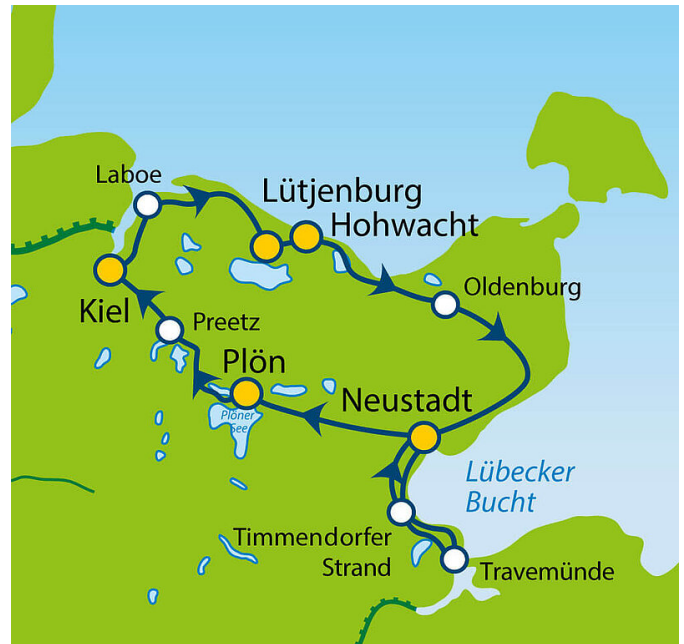 Laboe
Lütjenburg
Hohwacht
Kiel
Oldenburg
Preetz
Plön
Plöner
See
Neustadt
Lübecker
Bucht
Timmendorfer
Strand
Travemünde